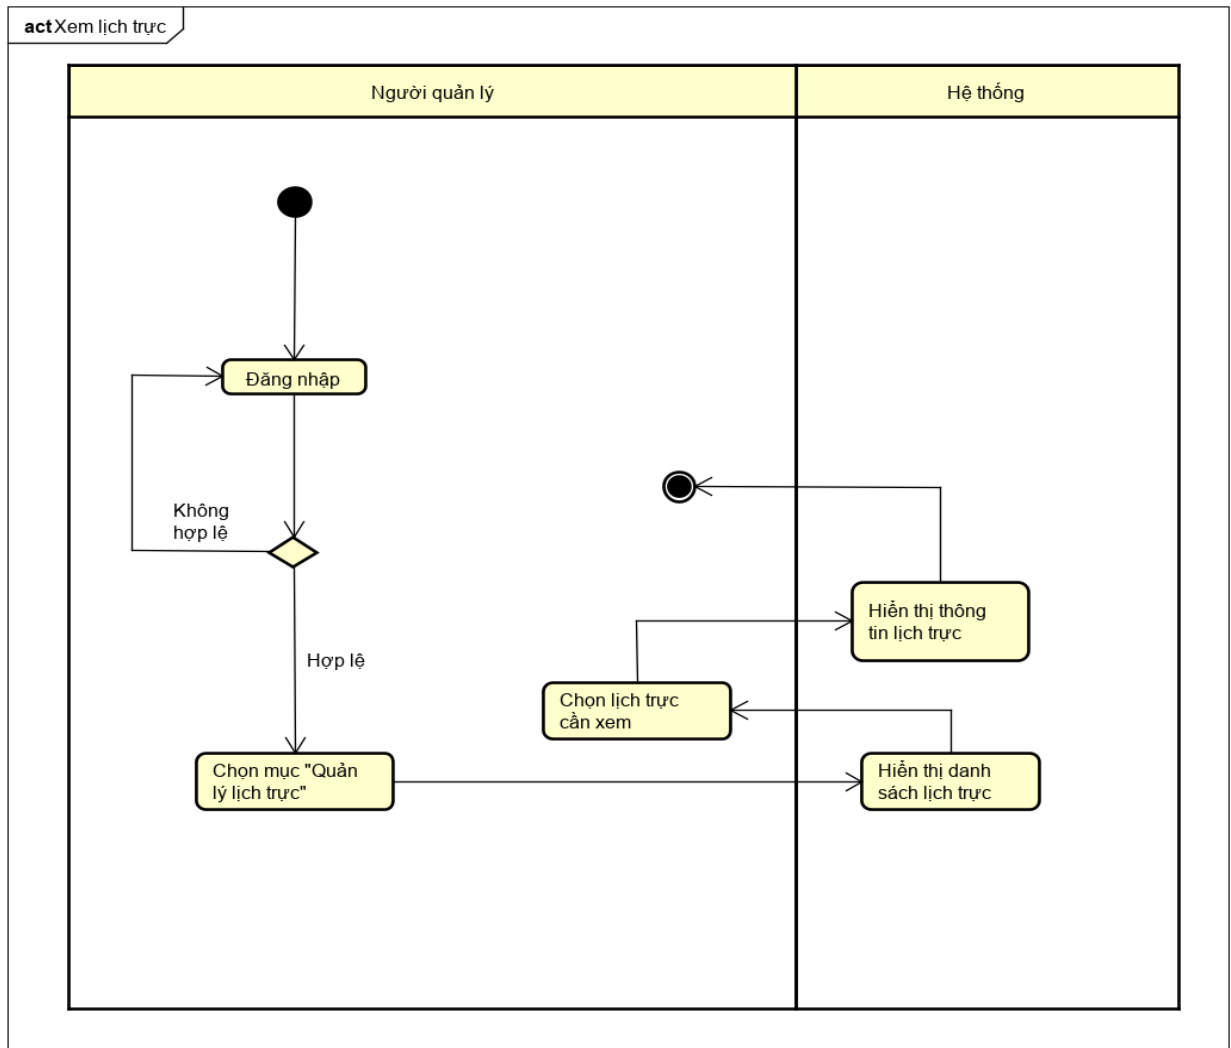 act Xem lịch trực
Người quản lý
Hệ thống
Đăng nhập
Không
hợp lệ
Hợp lệ
Hiển thị thông
tin lịch trực
Chọn lịch trực
cần xem
Chọn mục "Quản
lý lịch trực"
Hiển thị danh
sách lịch trực